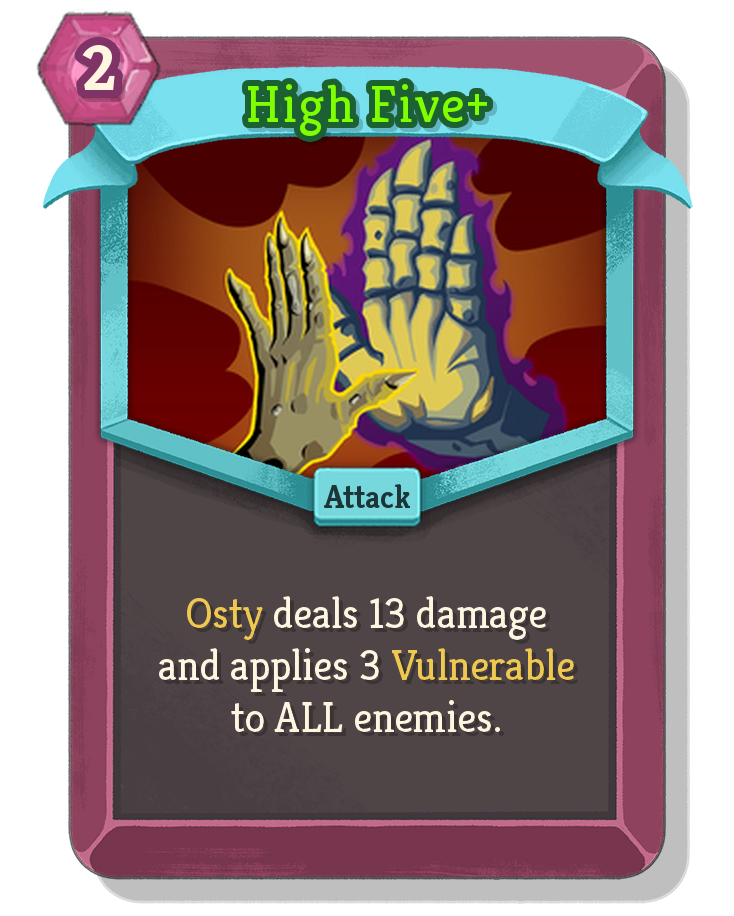 2
High Five+
Attack
Osty deals 13 damage
and applies 3 Vulnerable
to ALL enemies.